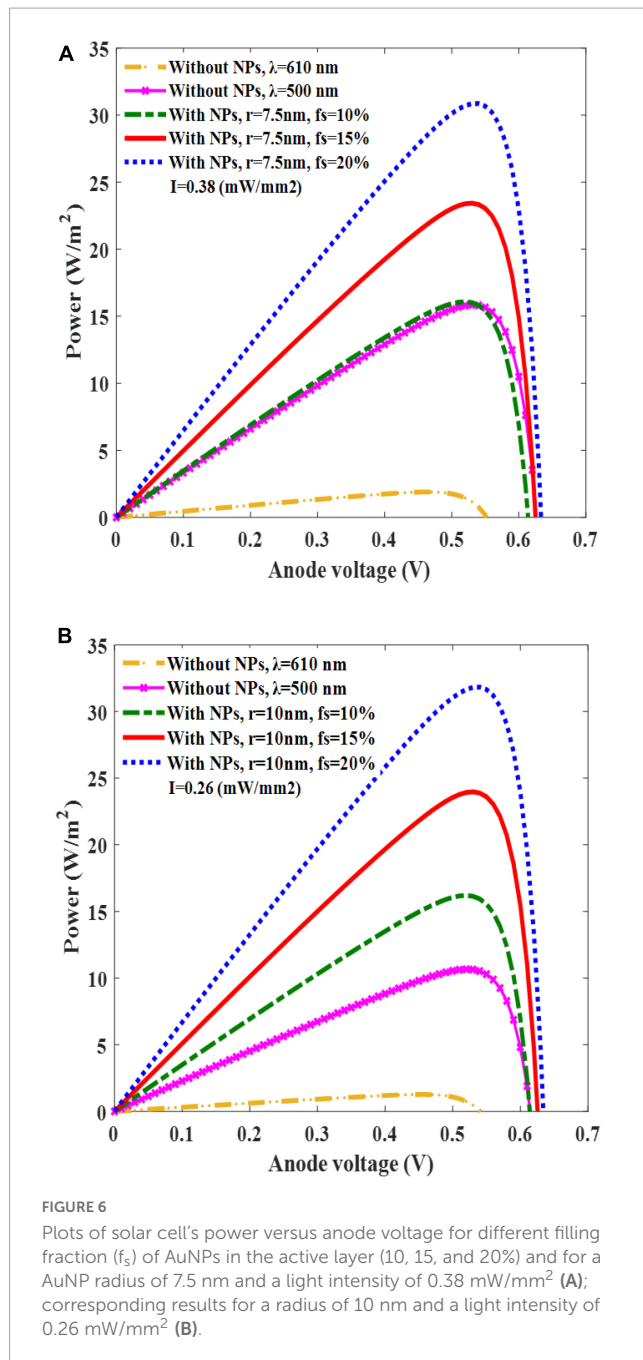 A
35
30
25
20
15
10
5
0
Power (W/m²)
Without NPs, λ=610 nm
Without NPs, λ=500 nm
With NPs, r=7.5nm, fs=10%
With NPs, r=7.5nm, fs=15%
With NPs, r=7.5nm, fs=20%
I=0.38 (mW/mm2)
0 0.1 0.2 0.3 0.4 0.5 0.6 0.7
Anode voltage (V)
B
35
30
25
20
15
10
5
0
Power (W/m²)
Without NPs, λ=610 nm
Without NPs, λ=500 nm
With NPs, r=10nm, fs=10%
With NPs, r=10nm, fs=15%
With NPs, r=10nm, fs=20%
I=0.26 (mW/mm2)
0 0.1 0.2 0.3 0.4 0.5 0.6 0.7
Anode voltage (V)
FIGURE 6
Plots of solar cell's power versus anode voltage for different filling
fraction (fₛ) of AuNPs in the active layer (10, 15, and 20%) and for a
AuNP radius of 7.5 nm and a light intensity of 0.38 mW/mm² (A);
corresponding results for a radius of 10 nm and a light intensity of
0.26 mW/mm² (B).